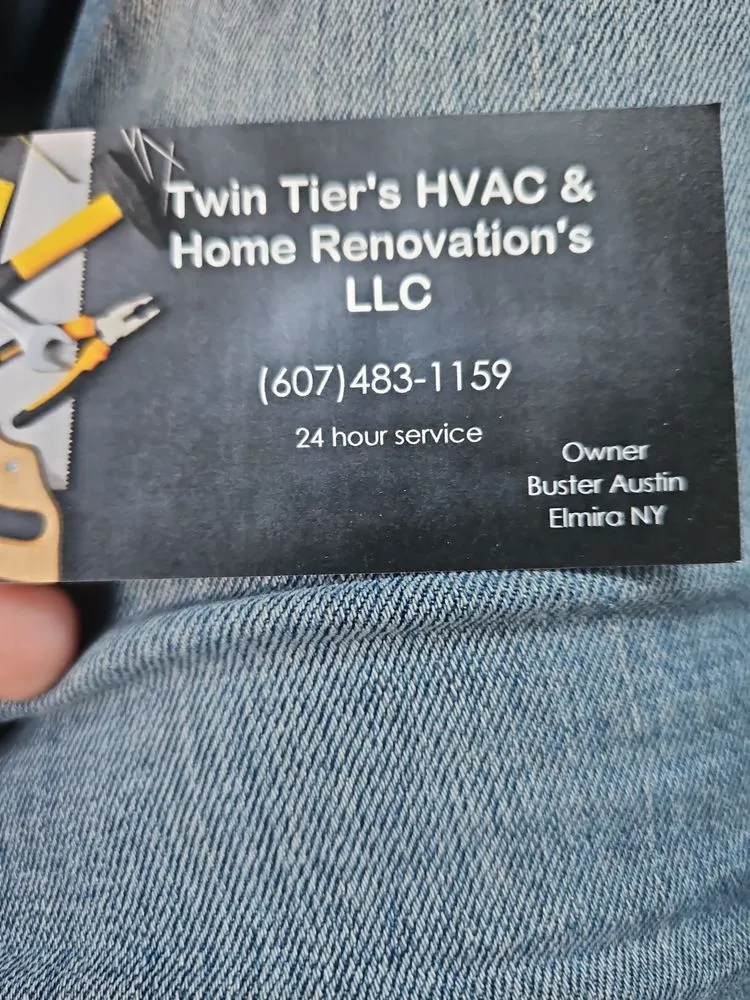 Twin Tier's HVAC &
Home Renovation's
LLC
(607)483-1159
24 hour service
Owner
Buster Austin
Elmira NY